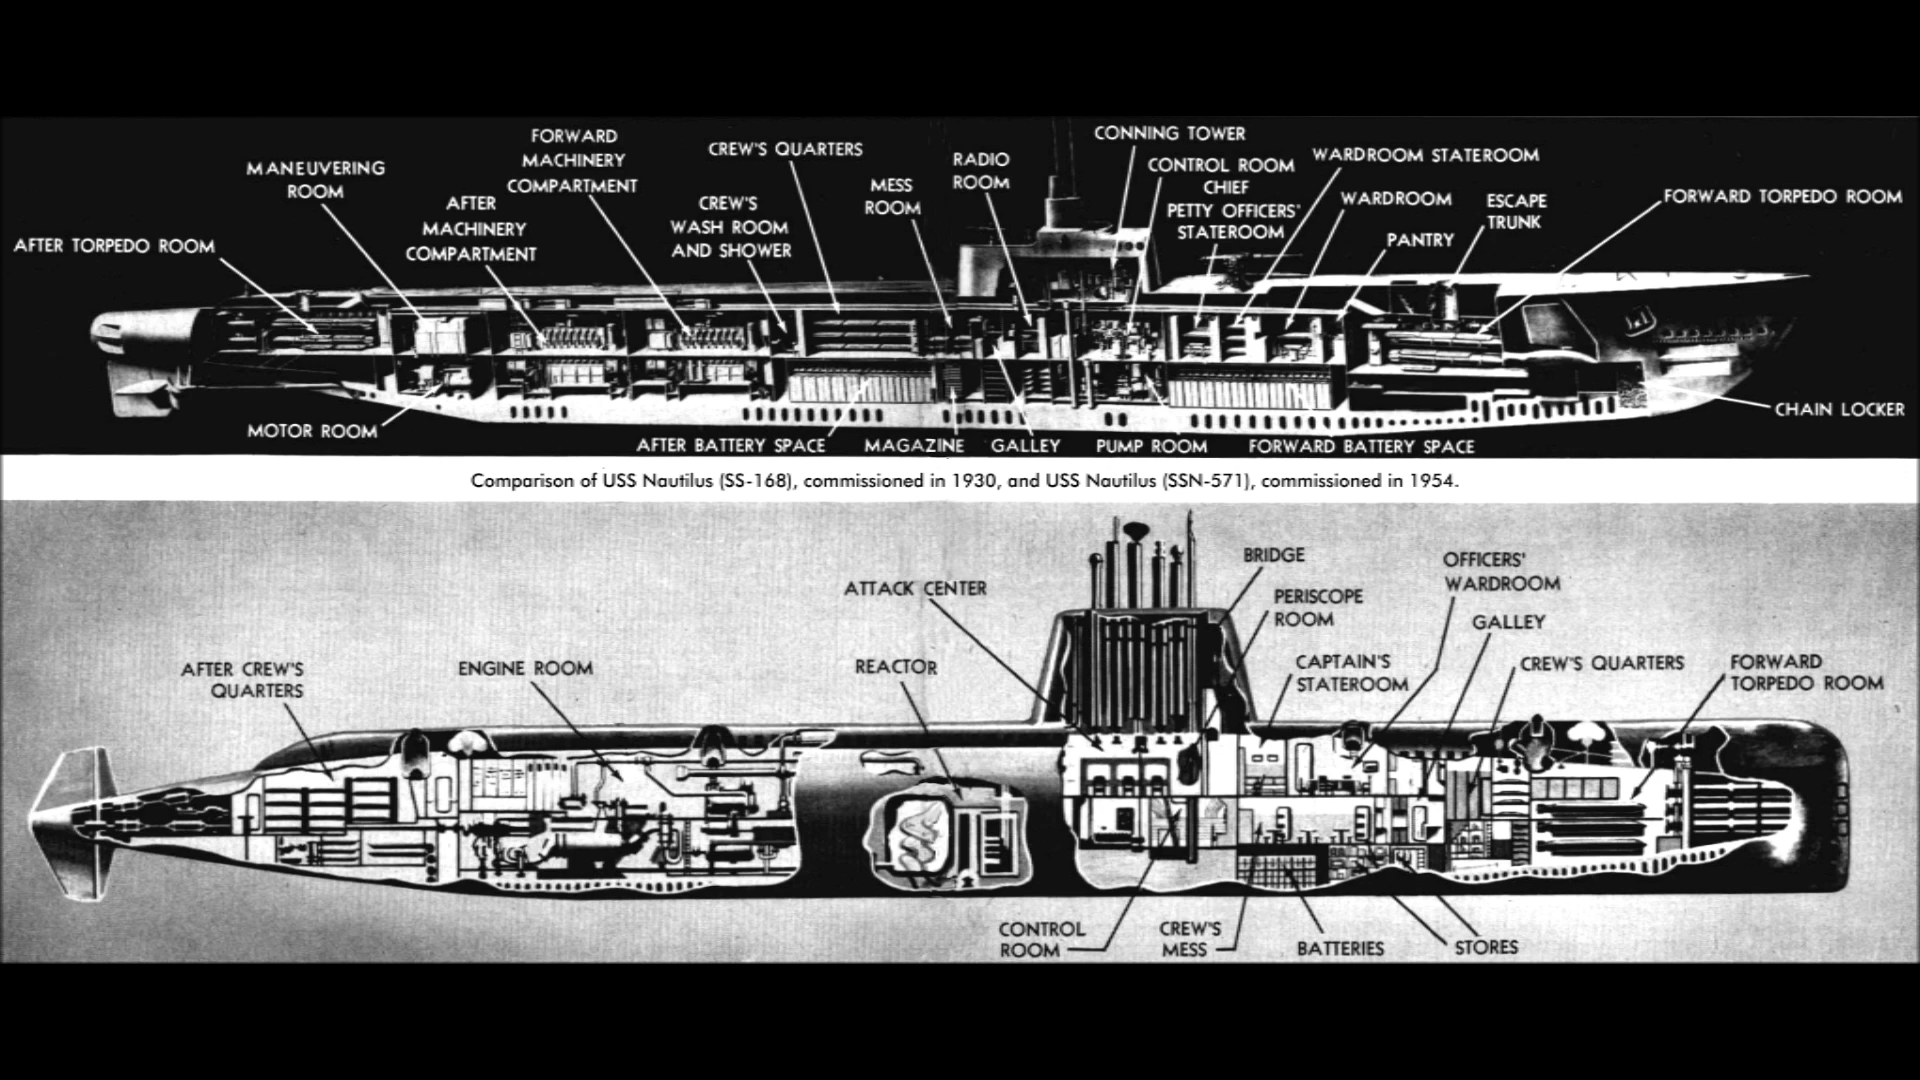 FORWARD
MACHINERY
COMPARTMENT
CREW'S QUARTERS
CONNING TOWER
MANEUVERING
ROOM
RADIO
ROOM
CONTROL ROOM
WARDROOM STATEROOM
AFTER
MACHINERY
COMPARTMENT
CREW'S
WASH ROOM
AND SHOWER
MESS
ROOM
CHIEF
PETTY OFFICERS'
STATEROOM
WARDROOM
ESCAPE
TRUNK
FORWARD TORPEDO ROOM
AFTER TORPEDO ROOM
PANTRY
MOTOR ROOM
AFTER BATTERY SPACE
MAGAZINE
GALLEY
PUMP ROOM
FORWARD BATTERY SPACE
CHAIN LOCKER
Comparison of USS Nautilus (SS-168), commissioned in 1930, and USS Nautilus (SSN-571), commissioned in 1954.
ATTACK CENTER
BRIDGE
PERISCOPE
ROOM
OFFICERS'
WARDROOM
GALLEY
AFTER CREW'S
QUARTERS
ENGINE ROOM
REACTOR
CAPTAIN'S
STATEROOM
CREW'S QUARTERS
FORWARD
TORPEDO ROOM
CONTROL
ROOM
CREW'S
MESS
BATTERIES
STORES